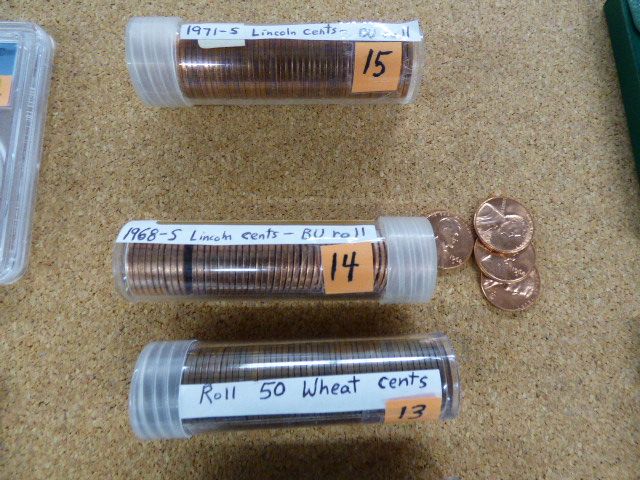 1971-S Lincoln cents - BU roll
15
1968-S Lincoln cents - BU roll
14
Roll 50 Wheat cents
13